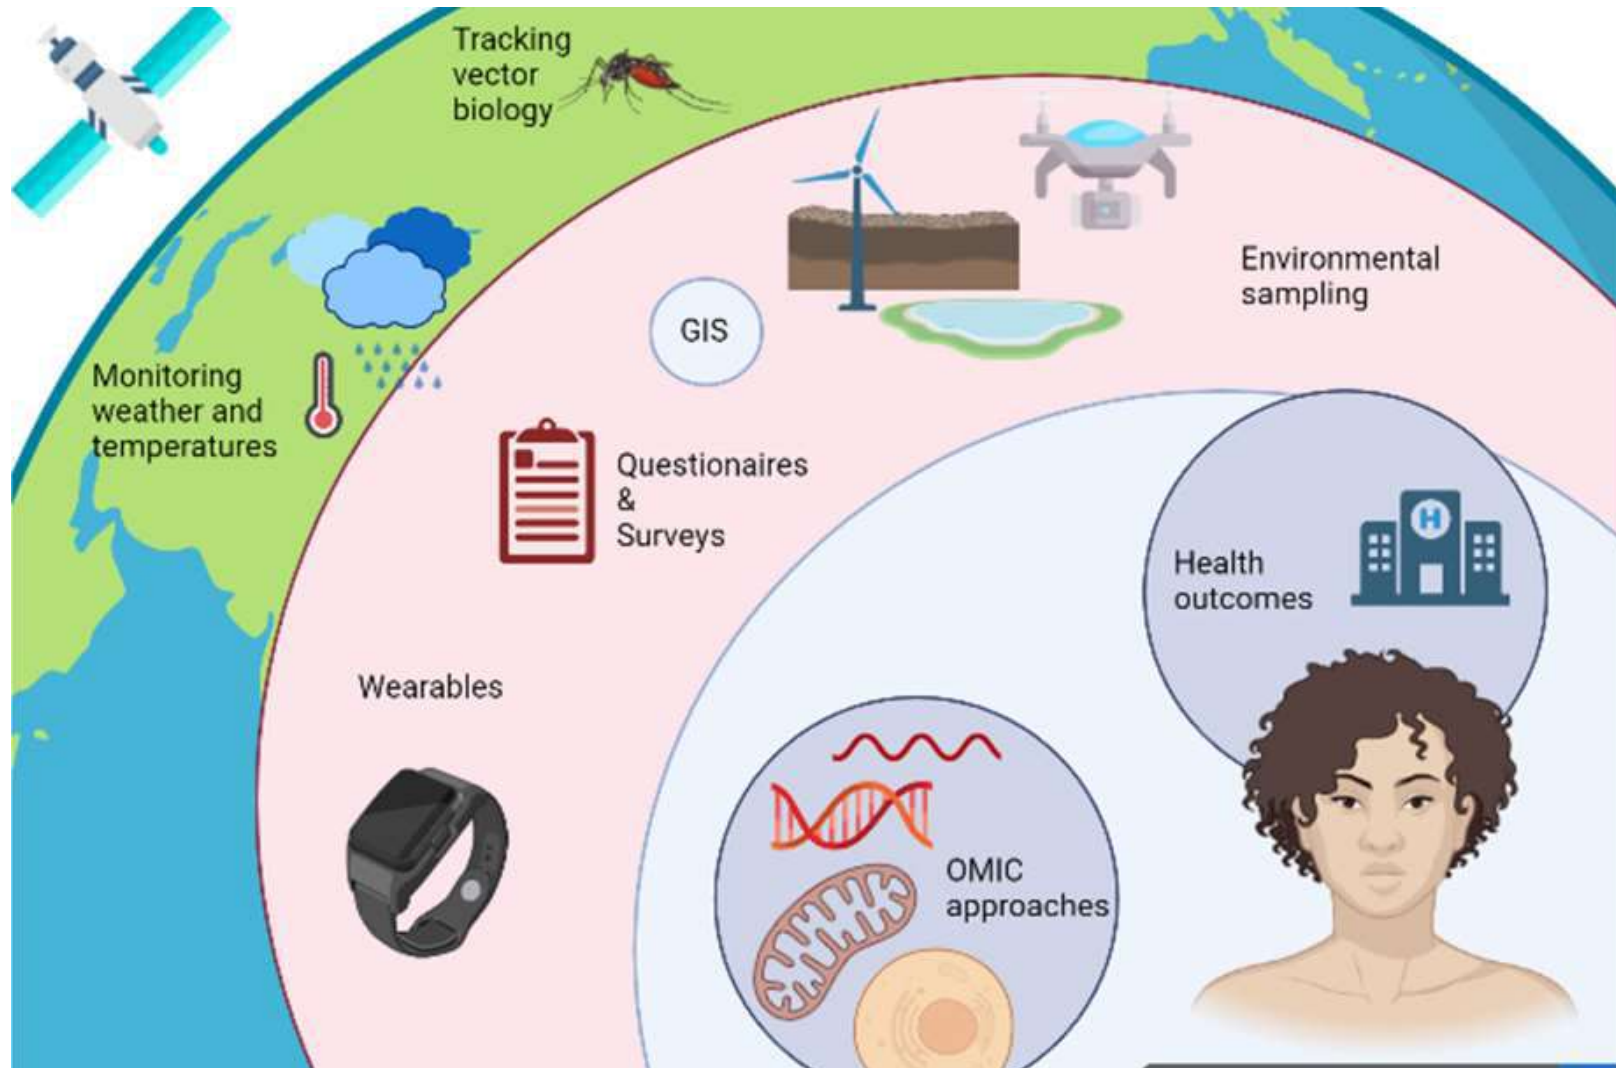 Tracking
vector
biology
Environmental
sampling
GIS
Monitoring
weather and
temperatures
Questionaires
&
Surveys
Health
outcomes
H
Wearables
OMIC
approaches